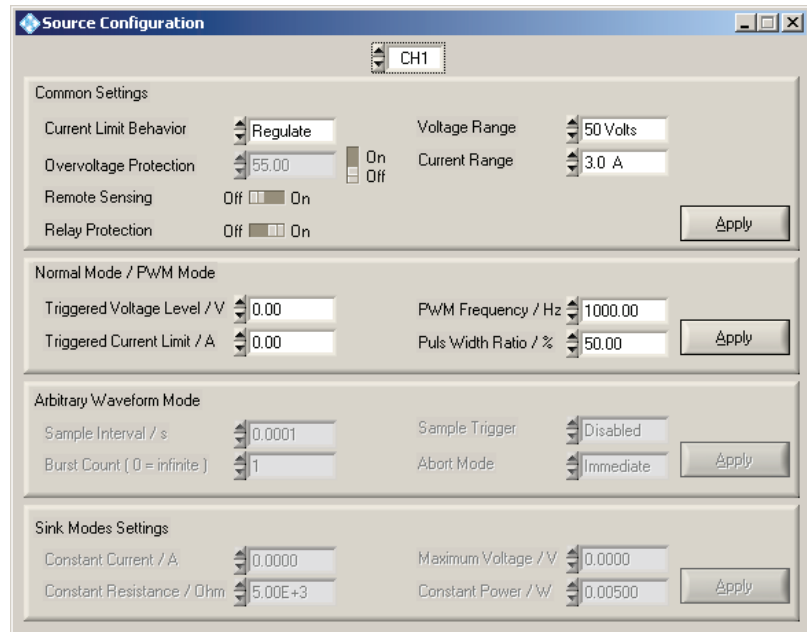 Source Configuration
CH1
Common Settings
Current Limit Behavior Regulate Voltage Range 50 Volts
Overvoltage Protection 55.00 On Off Current Range 3.0 A
Remote Sensing Off On
Relay Protection Off On
Apply
Normal Mode / PWM Mode
Triggered Voltage Level / V 0.00 PWM Frequency / Hz 1000.00
Triggered Current Limit / A 0.00 Puls Width Ratio / % 50.00
Apply
Arbitrary Waveform Mode
Sample Interval / s 0.0001 Sample Trigger Disabled
Burst Count ( 0 = infinite ) 1 Abort Mode Immediate
Apply
Sink Modes Settings
Constant Current / A 0.0000 Maximum Voltage / V 0.0000
Constant Resistance / Ohm 5.00E+3 Constant Power / W 0.00500
Apply